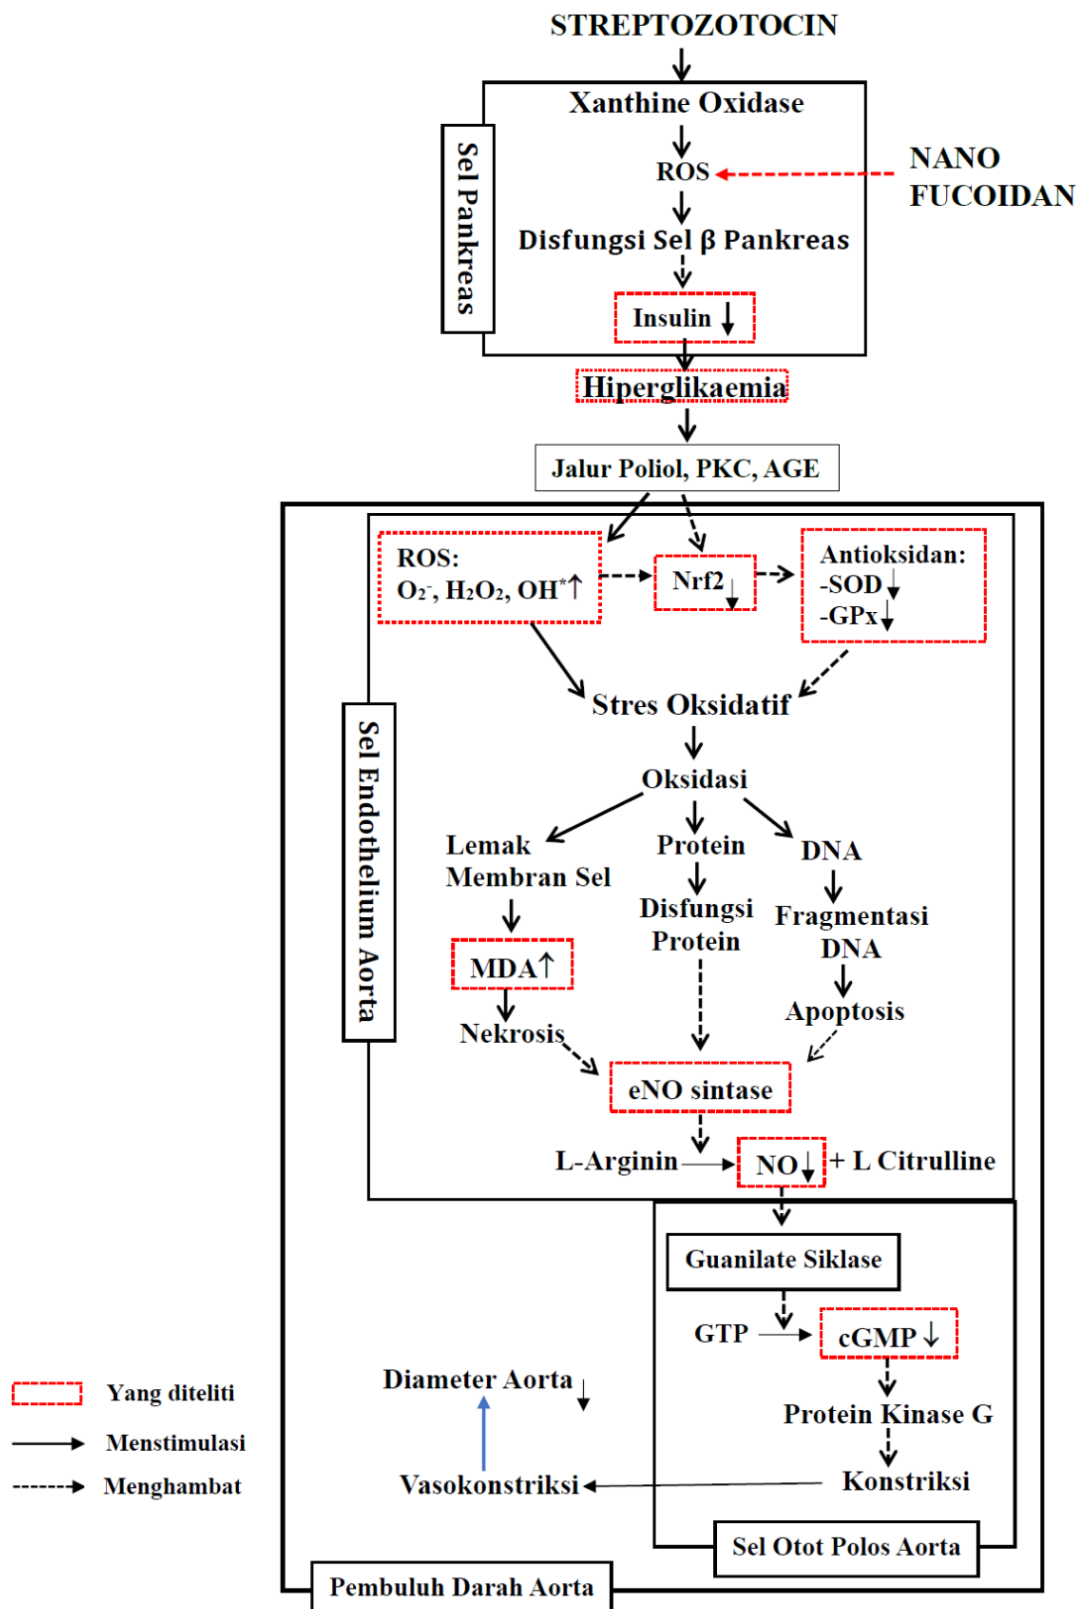 STREPTOZOTOCIN
Xanthine Oxidase
Sel Pankreas
ROS
NANO
FUCOIDAN
Disfungsi Sel β Pankreas
Insulin ↓
Hiperglikaemia
Jalur Poliol, PKC, AGE
ROS:
O₂⁻, H₂O₂, OH*↑
Nrf2 ↓
Antioksidan:
-SOD ↓
-GPx ↓
Stres Oksidatif
Sel Endothelium Aorta
Oksidasi
Lemak
Membran Sel
Protein
DNA
Disfungsi
Protein
Fragmentasi
DNA
MDA↑
Apoptosis
Nekrosis
eNO sintase
L-Arginin
NO↓
+ L Citrulline
Guanilate Siklase
GTP
cGMP ↓
Diameter Aorta ↓
Protein Kinase G
Vasokonstriksi
Konstriksi
Sel Otot Polos Aorta
Pembuluh Darah Aorta
Yang diteliti
Menstimulasi
Menghambat